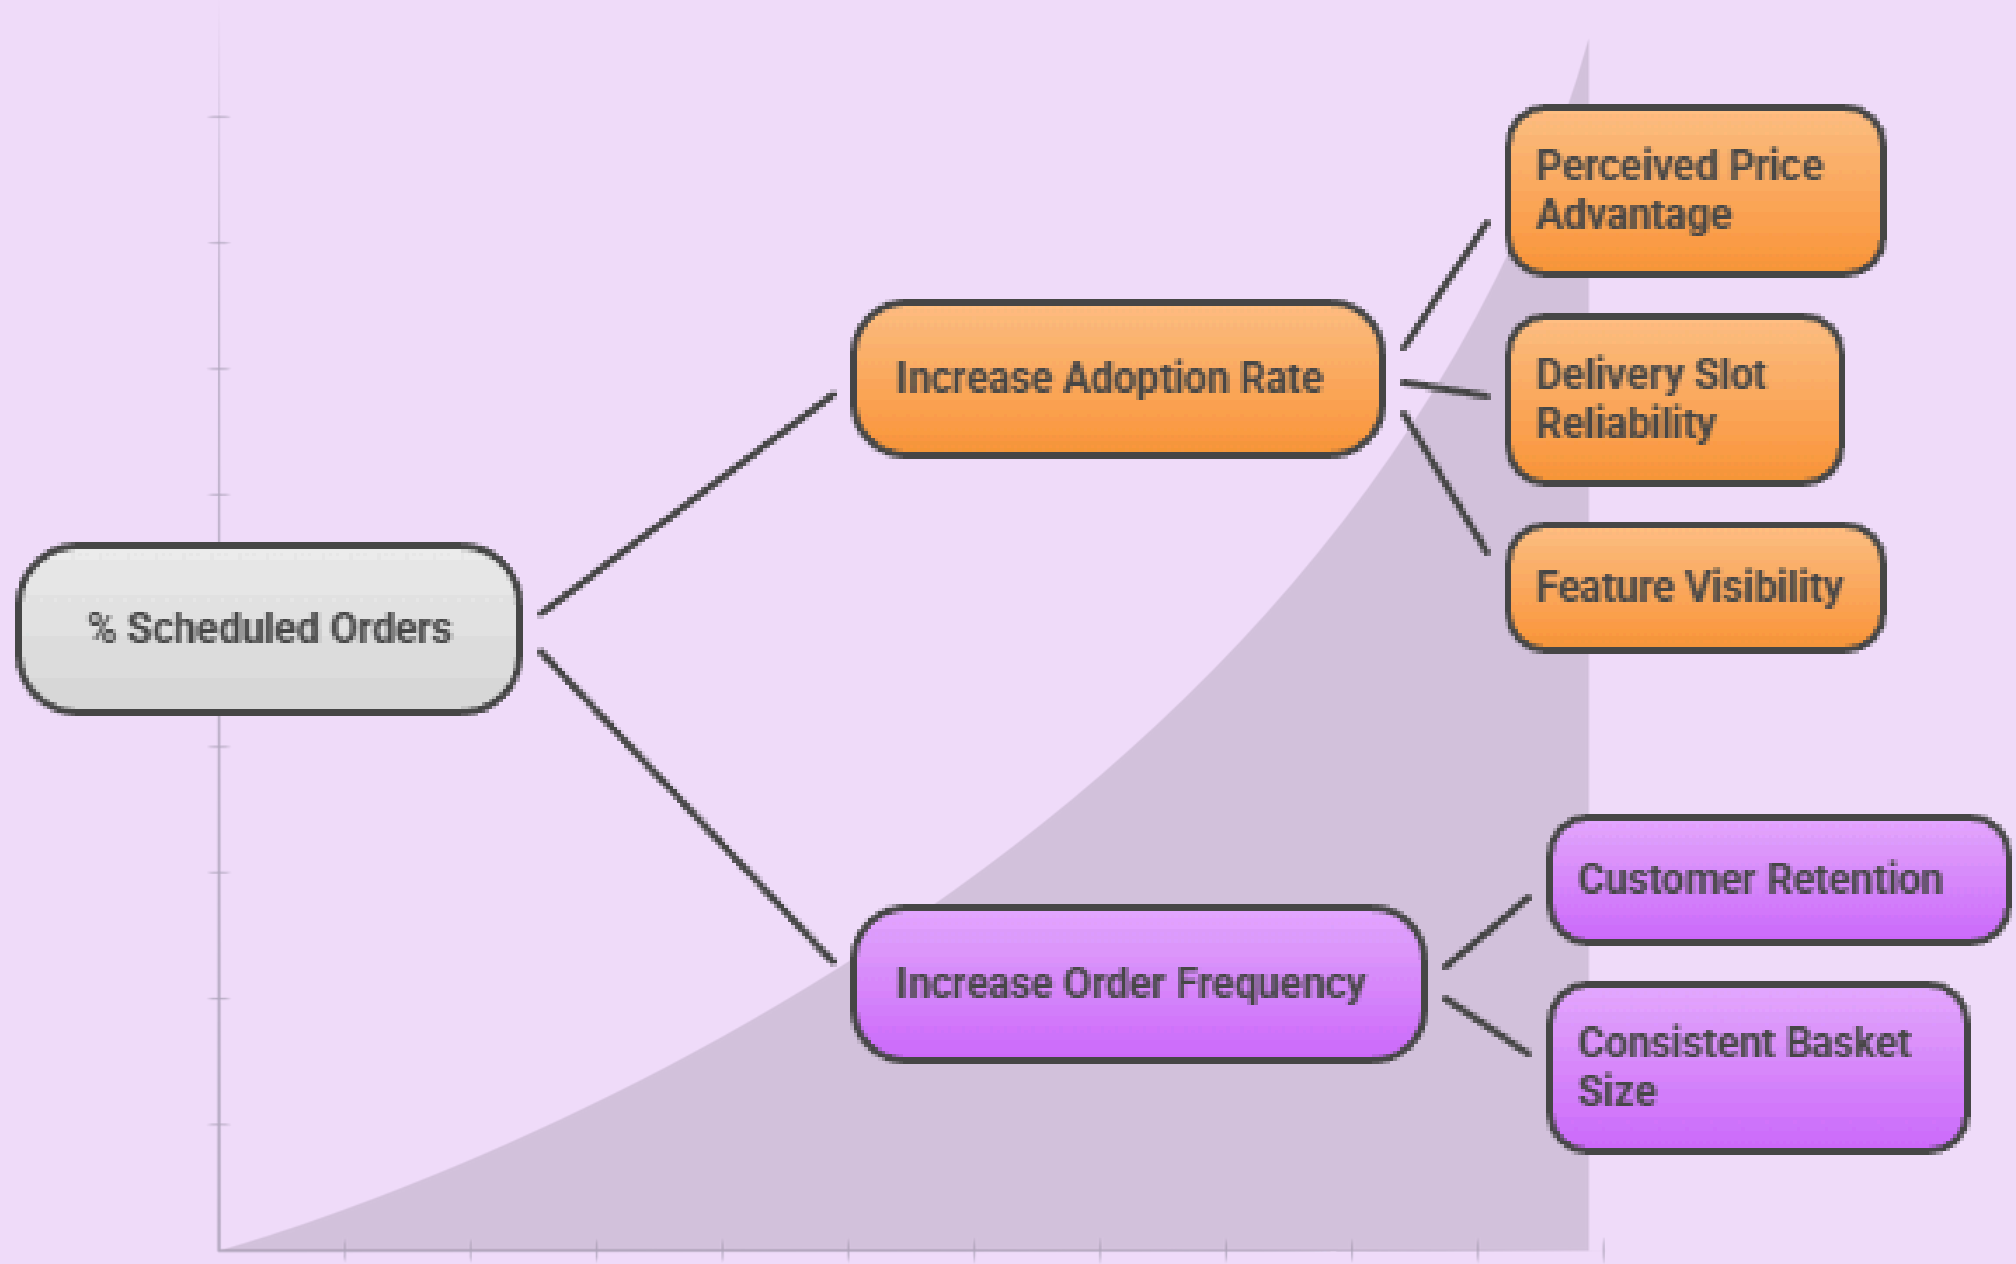 % Scheduled Orders
Increase Adoption Rate
Perceived Price
Advantage
Delivery Slot
Reliability
Feature Visibility
Increase Order Frequency
Customer Retention
Consistent Basket
Size